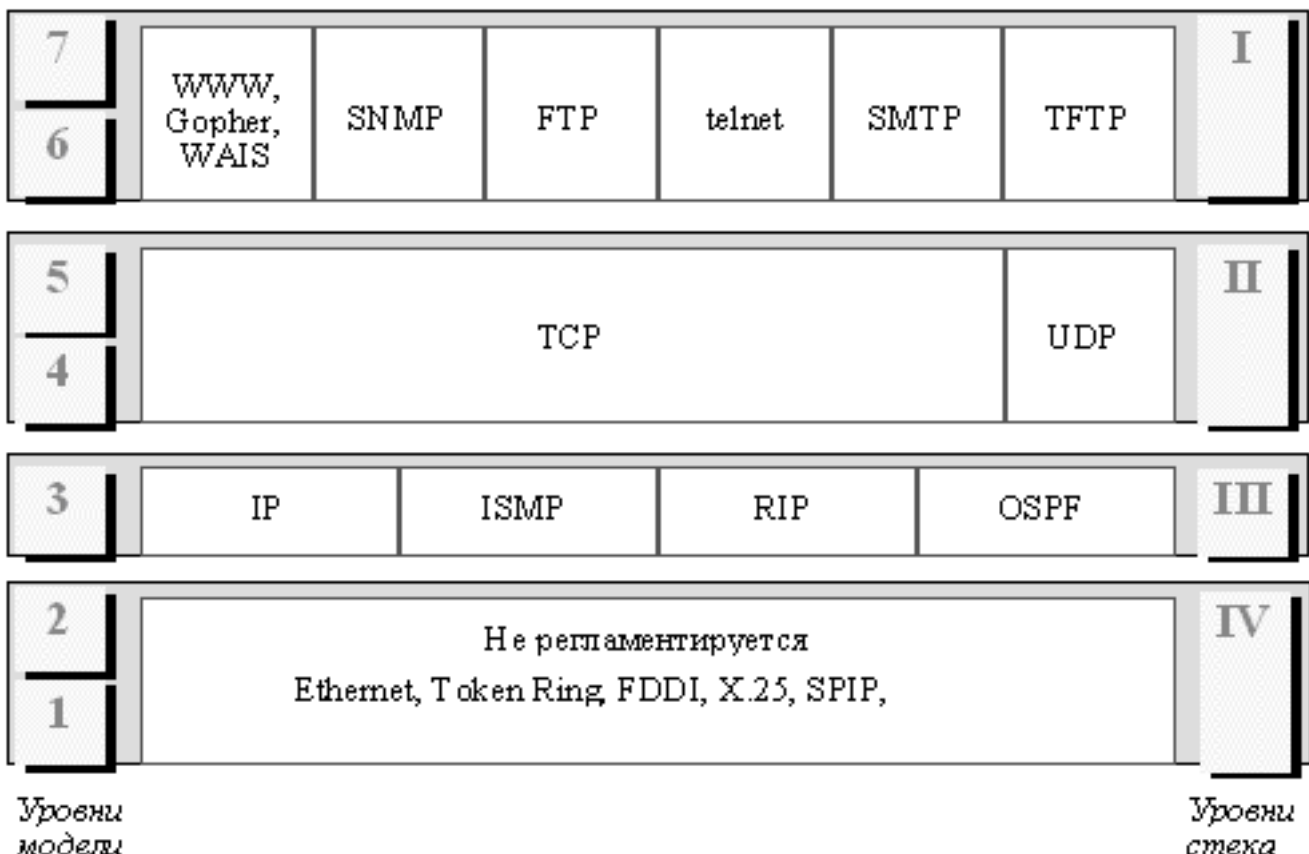 7
6
WWW,
Gopher,
WAIS
SNMP
FTP
telnet
SMTP
TFTP
I
5
4
TCP
UDP
II
3
IP
ISMP
RIP
OSPF
III
2
1
Не регламентируется
Ethernet, Token Ring, FDDI, X.25, SPIP,
IV
Уровни
модели
Уровни
стека